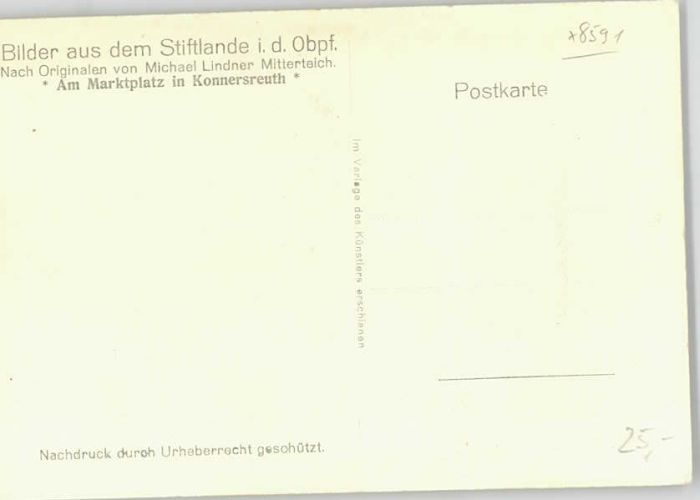 Bilder aus dem Stiftlande i. d. Obpf.
Nach Originalen von Michael Lindner Mitterteich.
* Am Marktplatz in Konnersreuth *
*8591
Postkarte
Im Verlage des Künstlers erschienen
Nachdruck durch Urheberrecht geschützt.
25,-